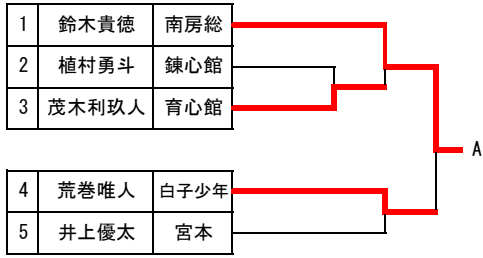 1 鈴木貴徳 南房総
2 植村勇斗 錬心館
3 茂木利玖人 育心館
A
4 荒巻唯人 白子少年
5 井上優太 宮本